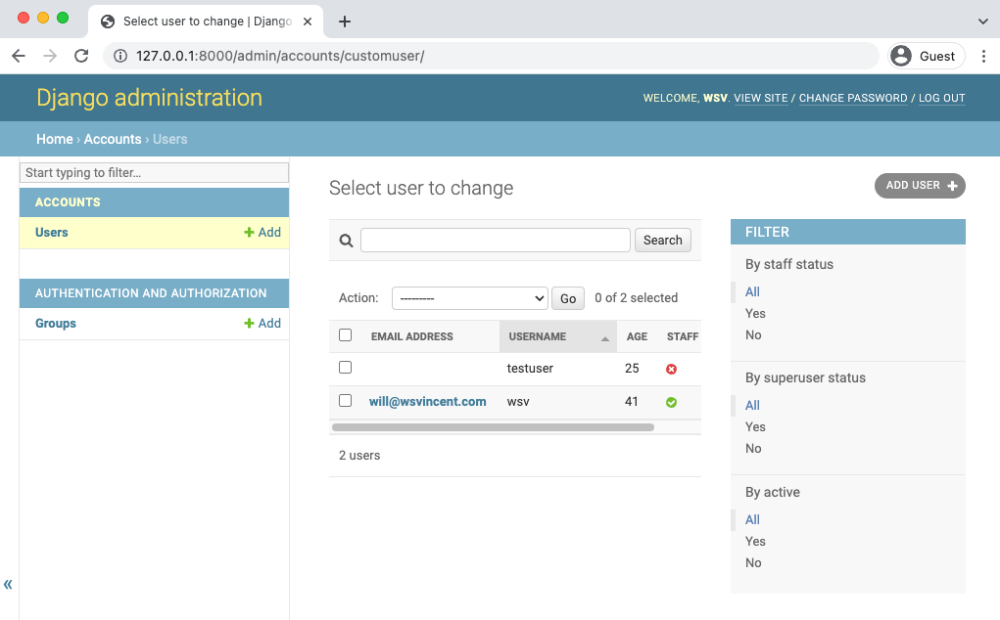 Select user to change | Django
127.0.0.1:8000/admin/accounts/customuser/
Guest
Django administration
WELCOME, WSV. VIEW SITE / CHANGE PASSWORD / LOG OUT
Home › Accounts › Users
Start typing to filter...
ACCOUNTS
Users + Add
AUTHENTICATION AND AUTHORIZATION
Groups + Add
«
Select user to change
ADD USER +
Search
Action: --------- Go 0 of 2 selected
EMAIL ADDRESS USERNAME AGE STAFF
testuser 25
will@wsvincent.com wsv 41
2 users
FILTER
By staff status
All
Yes
No
By superuser status
All
Yes
No
By active
All
Yes
No